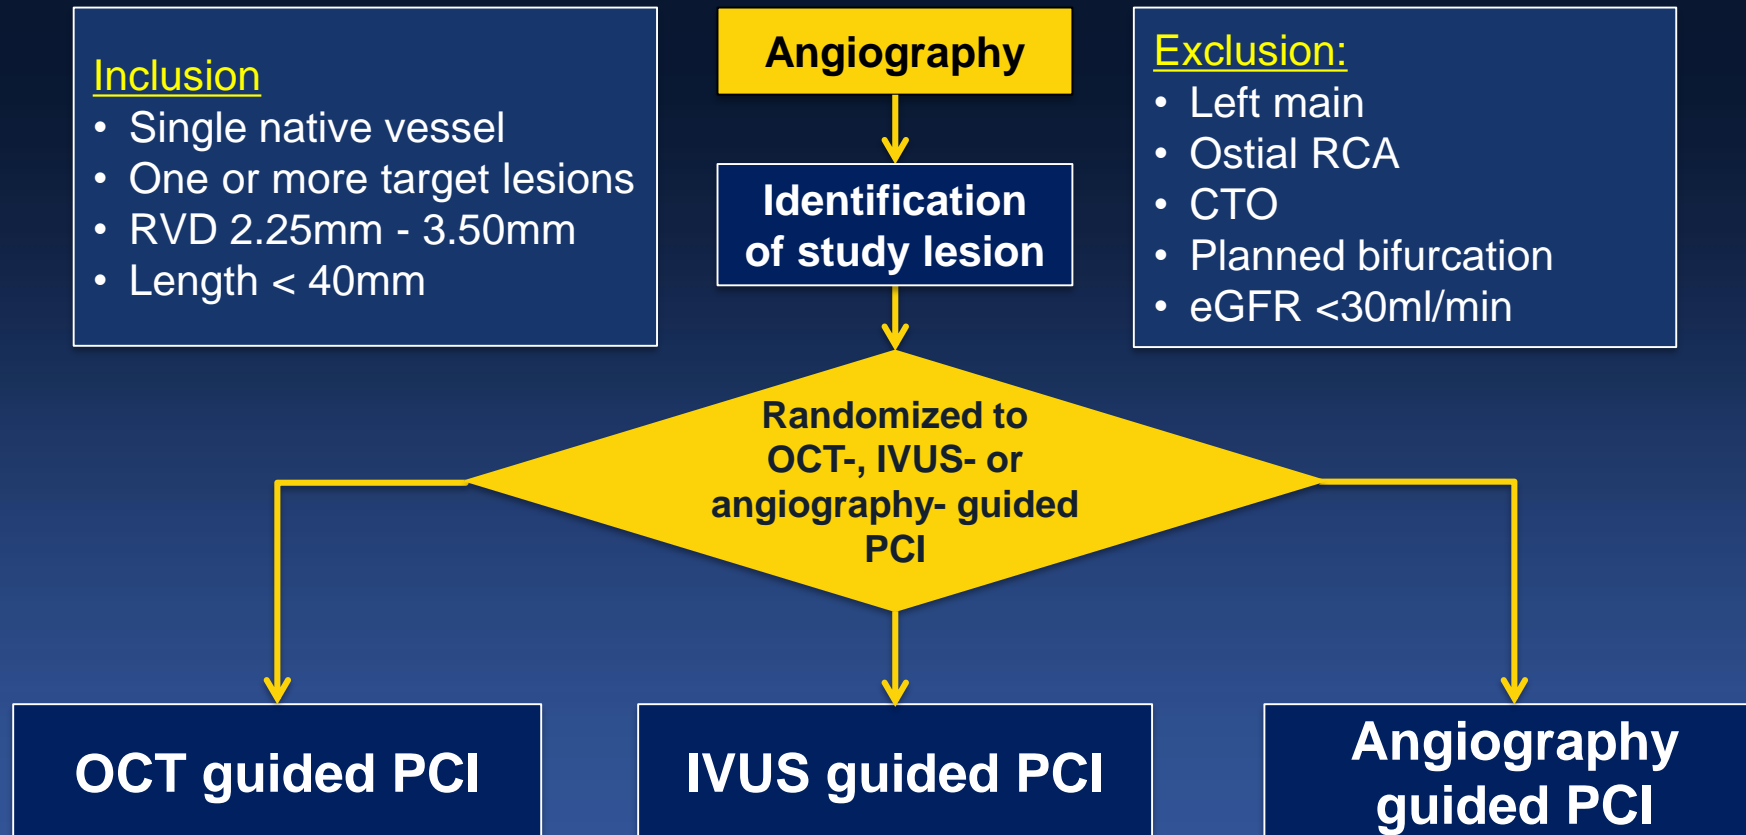 Inclusion
• Single native vessel
• One or more target lesions
• RVD 2.25mm - 3.50mm
• Length < 40mm
Angiography
Identification
of study lesion
Exclusion:
• Left main
• Ostial RCA
• CTO
• Planned bifurcation
• eGFR <30ml/min
Randomized to
OCT-, IVUS- or
angiography- guided
PCI
OCT guided PCI
IVUS guided PCI
Angiography
guided PCI